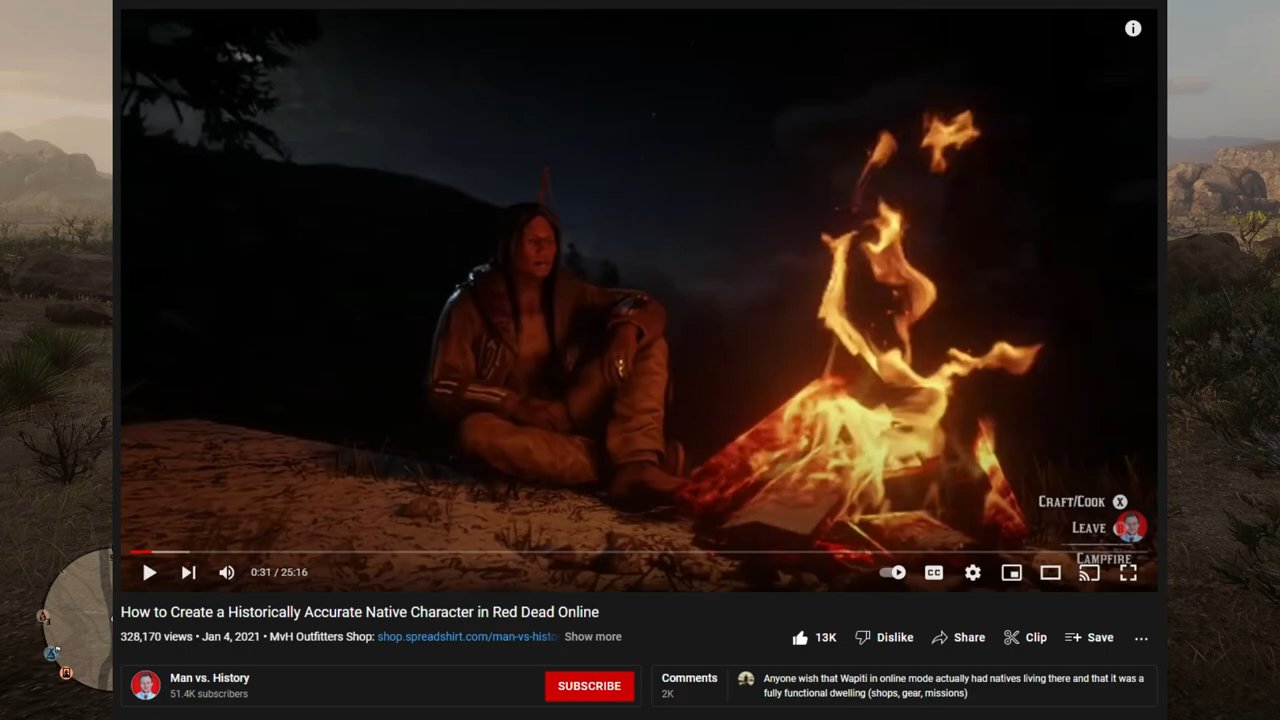 i
CRAFT/COOK X
LEAVE
CAMPFIRE
0:31 / 25:16
CC
How to Create a Historically Accurate Native Character in Red Dead Online
328,170 views • Jan 4, 2021 • MvH Outfitters Shop: shop.spreadshirt.com/man-vs-histo Show more
13K Dislike Share Clip Save ...
Man vs. History
51.4K subscribers
SUBSCRIBE
Comments
2K
Anyone wish that Wapiti in online mode actually had natives living there and that it was a
fully functional dwelling (shops, gear, missions)